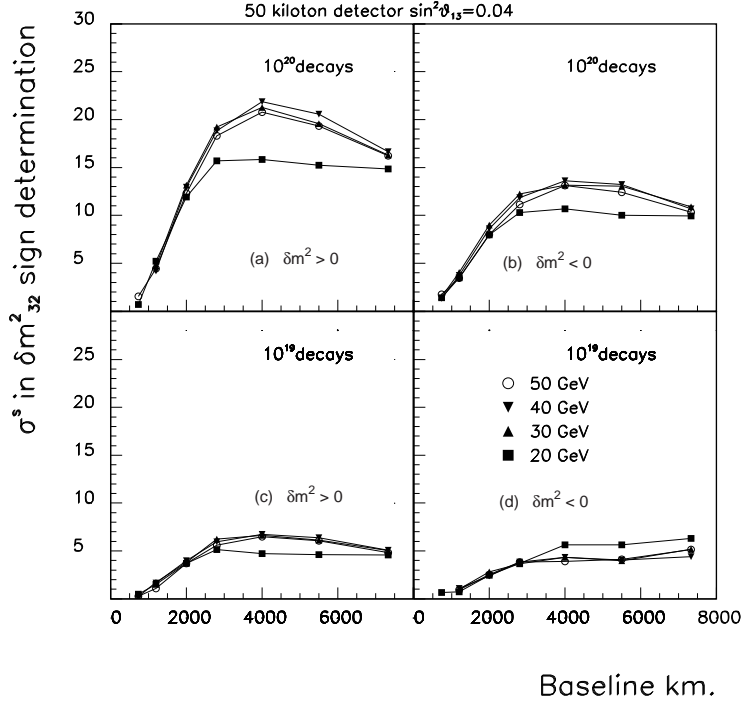 50 kiloton detector sin²ϑ₁₃=0.04
σˢ in δm²₃₂ sign determination
30
25
20
15
10
5
10²⁰decays
(a) δm² > 0
10²⁰decays
(b) δm² < 0
25
20
15
10
5
10¹⁹decays
(c) δm² > 0
10¹⁹decays
50 GeV
40 GeV
30 GeV
20 GeV
(d) δm² < 0
0 2000 4000 6000 0 2000 4000 6000 8000
Baseline km.